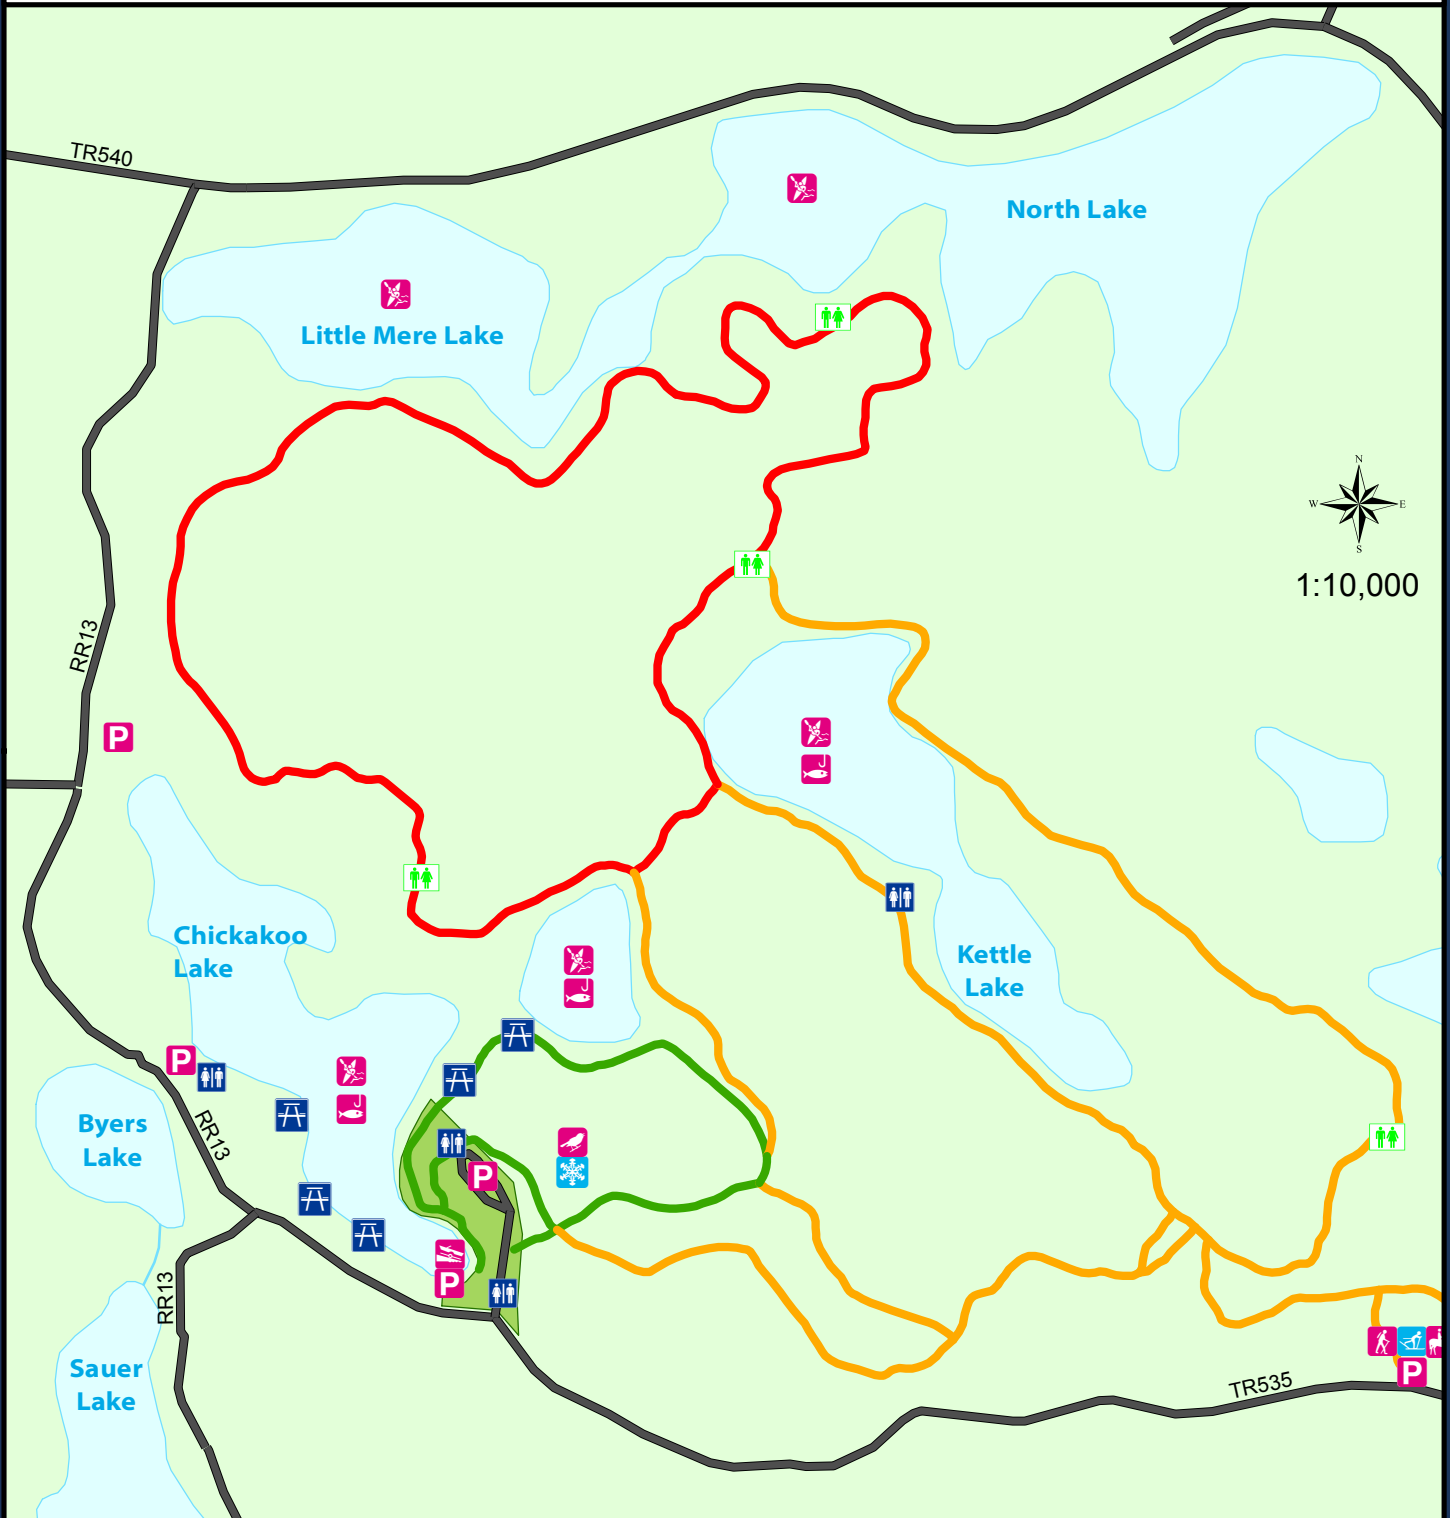 TR540
North Lake
Little Mere Lake
N
W
E
S
1:10,000
RR13
P
Chickakoo
Lake
Kettle
Lake
P
Byers
Lake
RR13
P
P
RR13
Sauer
Lake
TR535
P